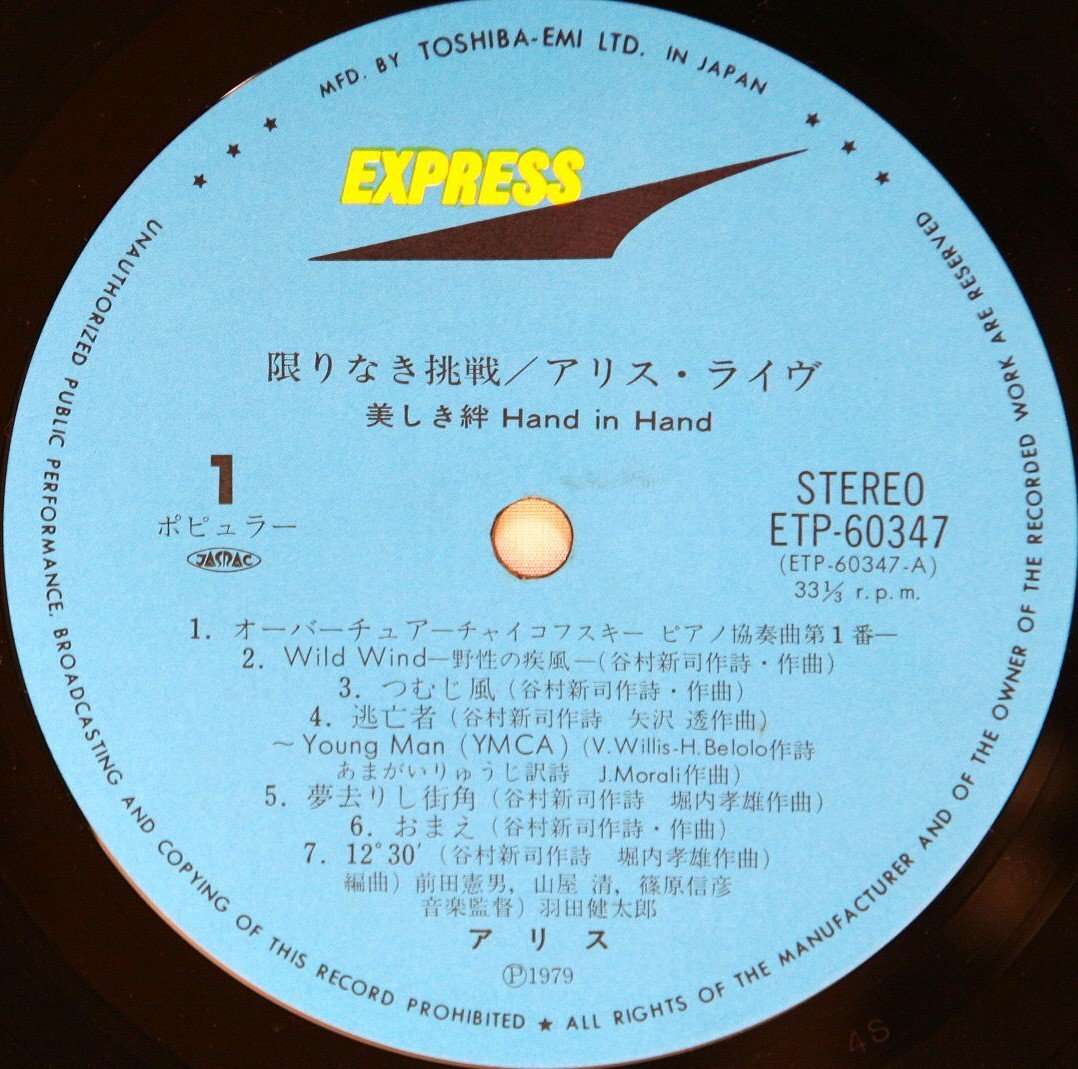 MFD. BY TOSHIBA-EMI LTD. IN JAPAN
EXPRESS
限りなき挑戦／アリス・ライヴ
美しき絆 Hand in Hand
1
ポピュラー
JASRAC
STEREO
ETP-60347
(ETP-60347-A)
33⅓ r.p.m.
1. オーバーチュアーチャイコフスキー ピアノ協奏曲第1番—
2. Wild Wind—野性の疾風—(谷村新司作詩・作曲)
3. つむじ風(谷村新司作詩・作曲)
4. 逃亡者(谷村新司作詩 矢沢 透作曲)
～Young Man (YMCA) (V.Willis-H.Belolo作詩
あまがいりゅうじ訳詩 J.Morali作曲)
5. 夢去りし街角(谷村新司作詩 堀内孝雄作曲)
6. おまえ(谷村新司作詩・作曲)
7. 12°30′(谷村新司作詩 堀内孝雄作曲)
編曲) 前田憲男, 山屋 清, 篠原信彦
音楽監督) 羽田健太郎
アリス
Ⓟ1979
UNAUTHORIZED PUBLIC PERFORMANCE, BROADCASTING AND COPYING OF THIS RECORD PROHIBITED ★ ALL RIGHTS OF THE MANUFACTURER AND OF THE OWNER OF THE RECORDED WORK ARE RESERVED